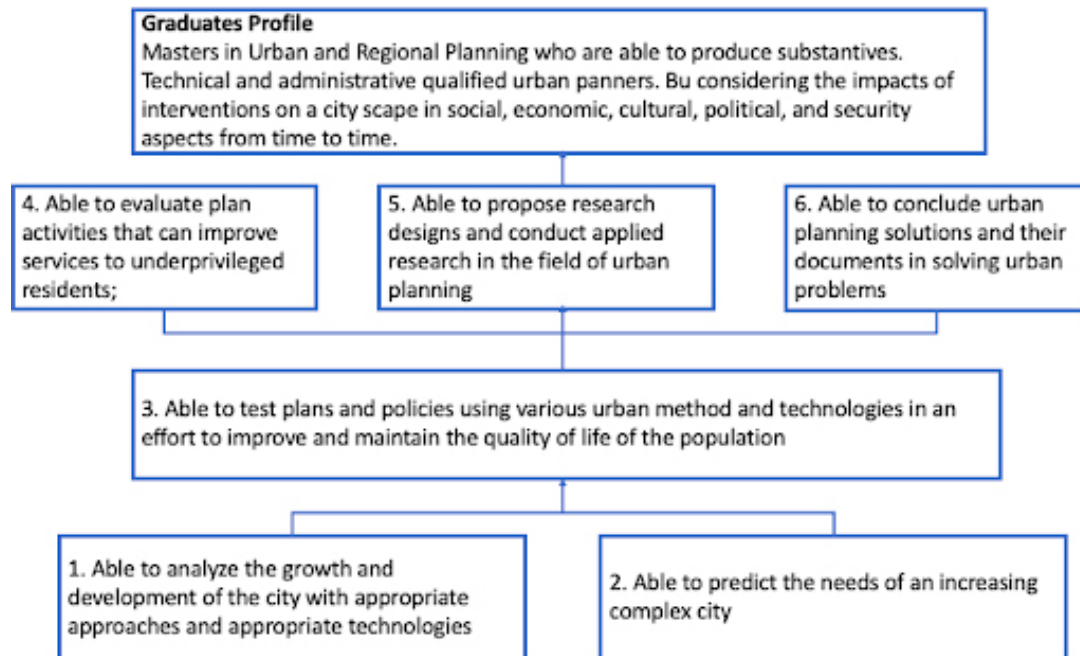 Graduates Profile
Masters in Urban and Regional Planning who are able to produce substantives.
Technical and administrative qualified urban panners. Bu considering the impacts of
interventions on a city scape in social, economic, cultural, political, and security
aspects from time to time.
4. Able to evaluate plan
activities that can improve
services to underprivileged
residents;
5. Able to propose research
designs and conduct applied
research in the field of urban
planning
6. Able to conclude urban
planning solutions and their
documents in solving urban
problems
3. Able to test plans and policies using various urban method and technologies in an
effort to improve and maintain the quality of life of the population
1. Able to analyze the growth and
development of the city with appropriate
approaches and appropriate technologies
2. Able to predict the needs of an increasing
complex city